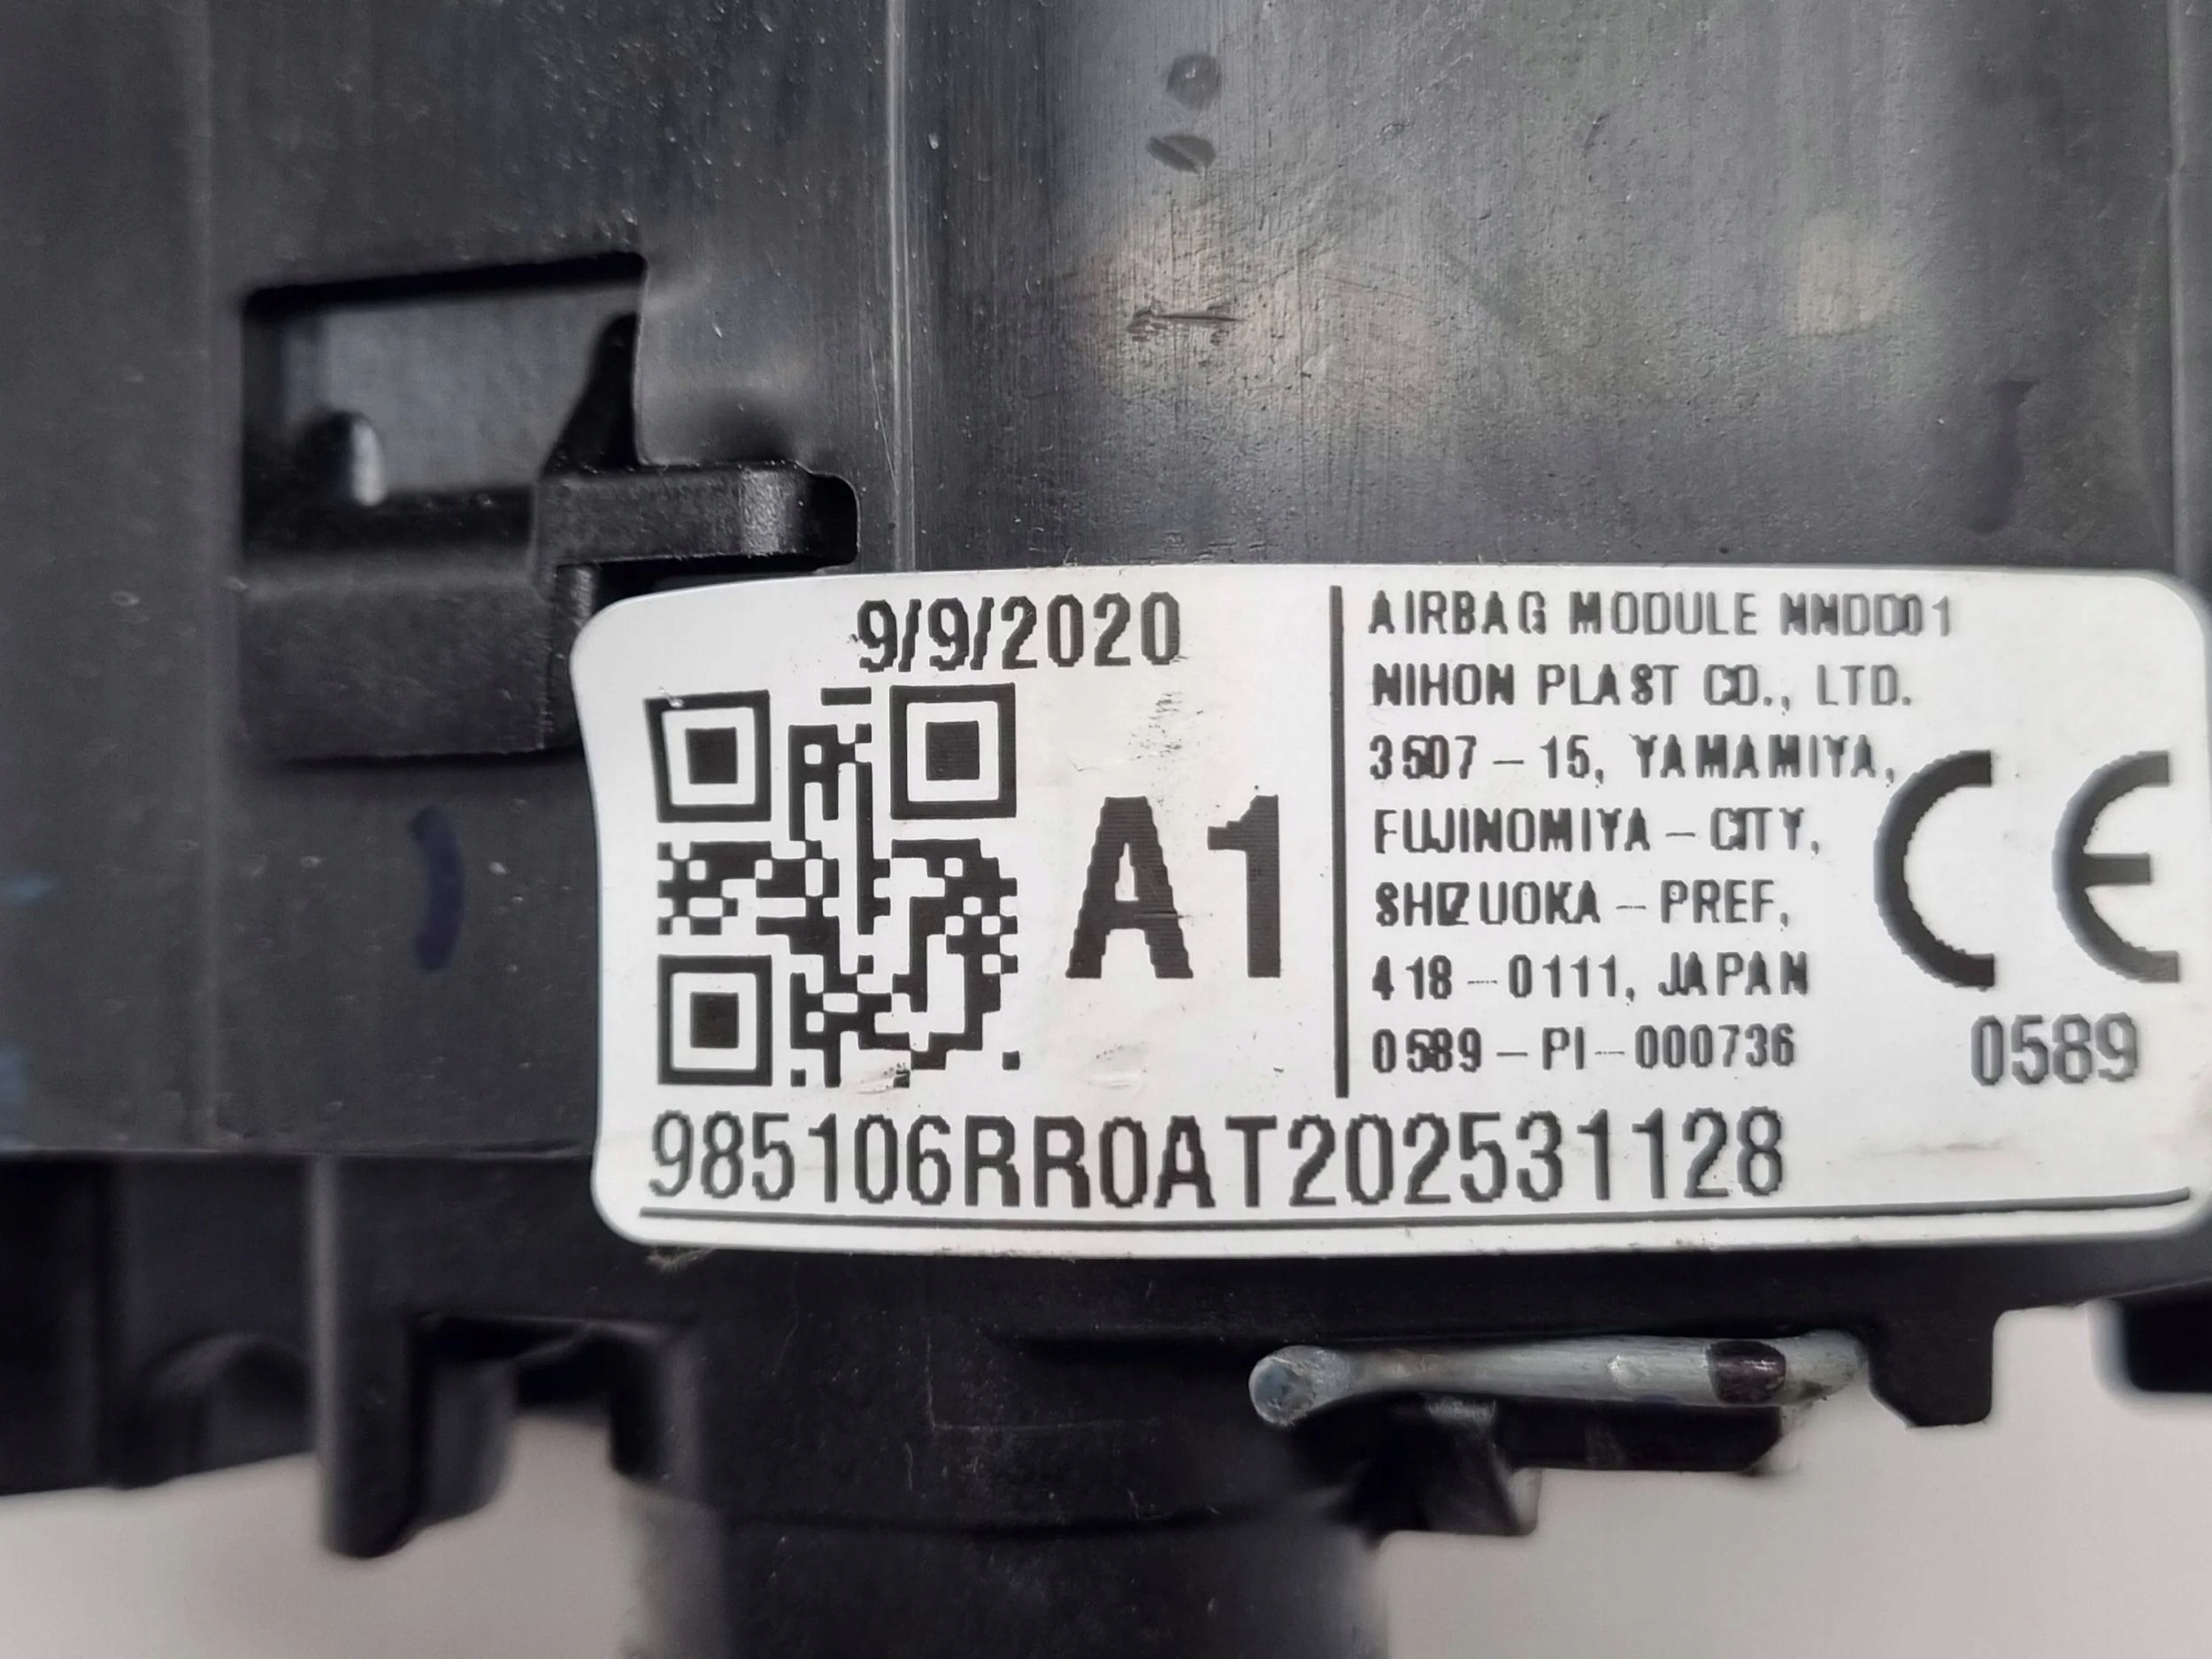 9/9/2020
A1
AIRBAG MODULE
NIHON PLAST CO., LTD.
3507-15, YAMAMIYA,
FUJINOMIYA-CITY,
SHIZUOKA-PREF,
418-0111, JAPAN
0589-PI-000736
CE
0589
985106RR0AT202531128